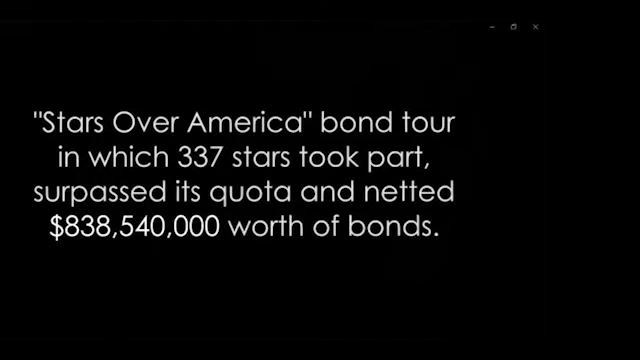 "Stars Over America" bond tour
in which 337 stars took part,
surpassed its quota and netted
$838,540,000 worth of bonds.